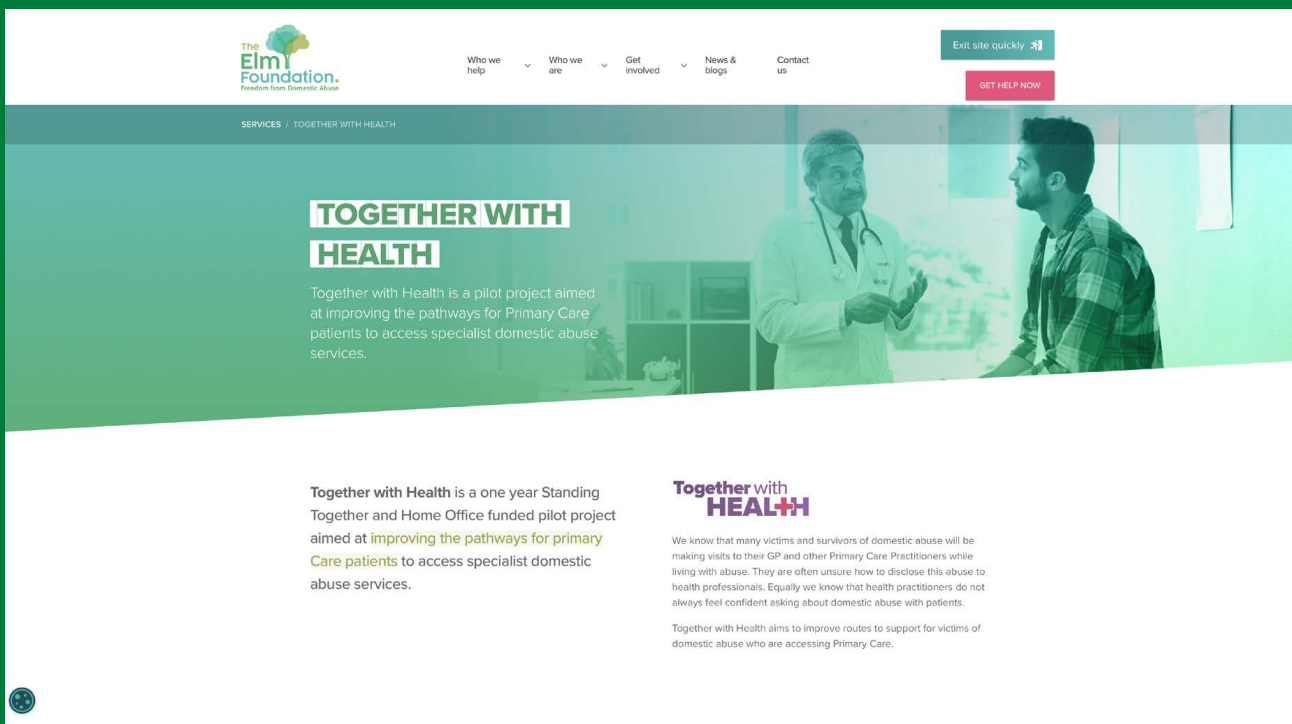 The
Elm
Foundation.
Freedom from Domestic Abuse
Who we
help
Who we
are
Get
involved
News &
blogs
Contact
us
Exit site quickly
GET HELP NOW
SERVICES / TOGETHER WITH HEALTH
TOGETHER WITH
HEALTH
Together with Health is a pilot project aimed
at improving the pathways for Primary Care
patients to access specialist domestic abuse
services.
Together with Health is a one year Standing
Together and Home Office funded pilot project
aimed at improving the pathways for primary
Care patients to access specialist domestic
abuse services.
Together with
HEALTH
We know that many victims and survivors of domestic abuse will be
making visits to their GP and other Primary Care Practitioners while
living with abuse. They are often unsure how to disclose this abuse to
health professionals. Equally we know that health practitioners do not
always feel confident asking about domestic abuse with patients.
Together with Health aims to improve routes to support for victims of
domestic abuse who are accessing Primary Care.